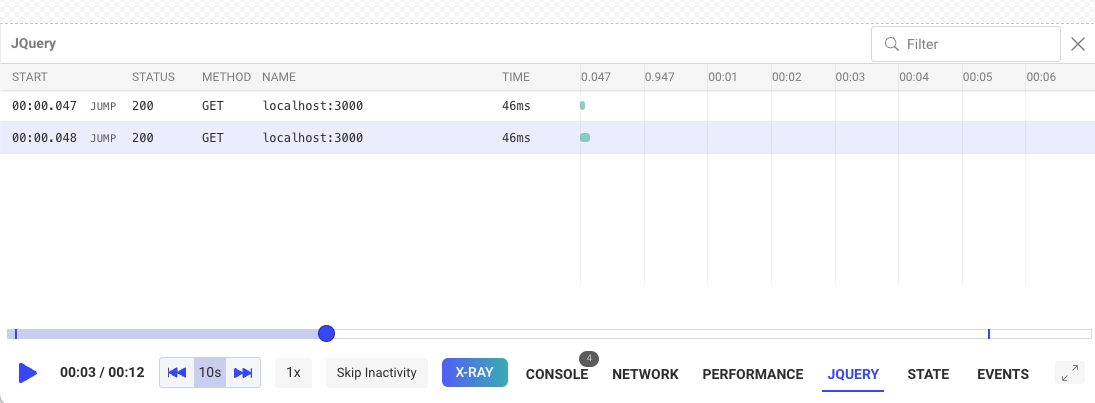 JQuery
Filter
START STATUS METHOD NAME TIME 0.047 0.947 00:01 00:02 00:03 00:04 00:05 00:06
00:00.047 JUMP 200 GET localhost:3000 46ms
00:00.048 JUMP 200 GET localhost:3000 46ms
00:03 / 00:12 10s 1x Skip Inactivity X-RAY CONSOLE 4 NETWORK PERFORMANCE JQUERY STATE EVENTS